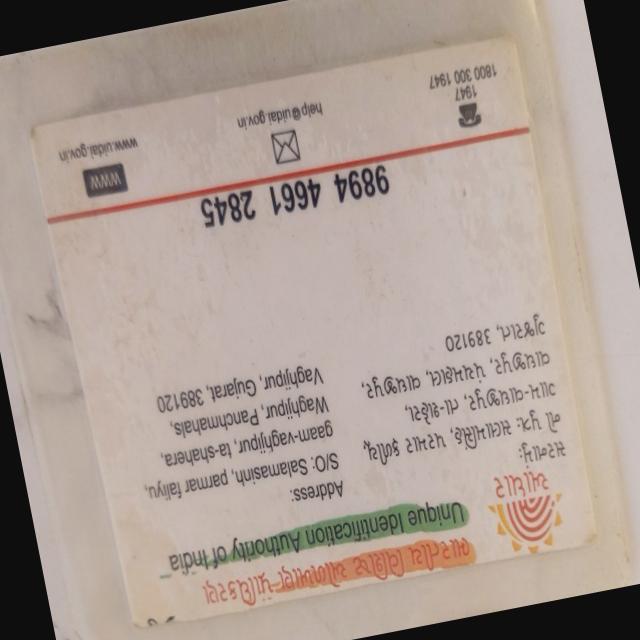 ભારતીય વિશિષ્ટ ઓળખાણ પ્રાધિકરણ
Unique Identification Authority of India
આધાર
સરનામું:
સી પુત્ર: સલામસિંહ, પરમાર ફળીયુ,
ગામ-વાઘજીપુર, તા-શહેરા,
વાઘજીપુર, પંચમહાલ, વાઘજીપુર,
ગુજરાત, 389120
Address:
S/O: Salamasinh, parmar faliyu,
gaam-vaghjipur, ta-shahera,
Waghjipur, Panchmahals,
Vaghjipur, Gujarat, 389120
9894 4661 2845
1947
1800 300 1947
help@uidai.gov.in
www
www.uidai.gov.in